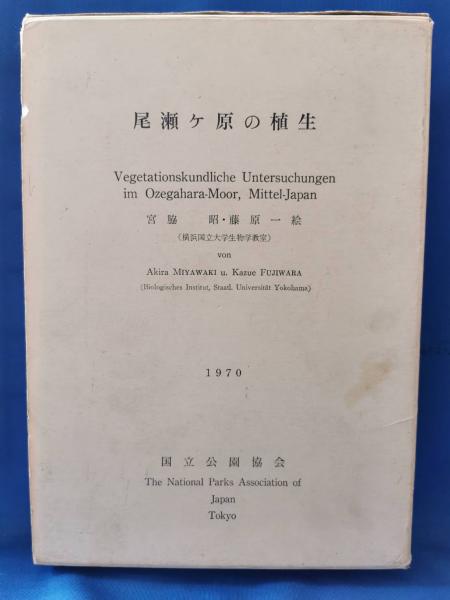 尾瀬ヶ原の植生
Vegetationskundliche Untersuchungen
im Ozegahara-Moor, Mittel-Japan
宮脇 昭・藤原一絵
(横浜国立大学生物学教室)
von
Akira MIYAWAKI u. Kazue FUJIWARA
(Biologisches Institut, Staatl. Universität Yokohama)
1970
国立公園協会
The National Parks Association of
Japan
Tokyo